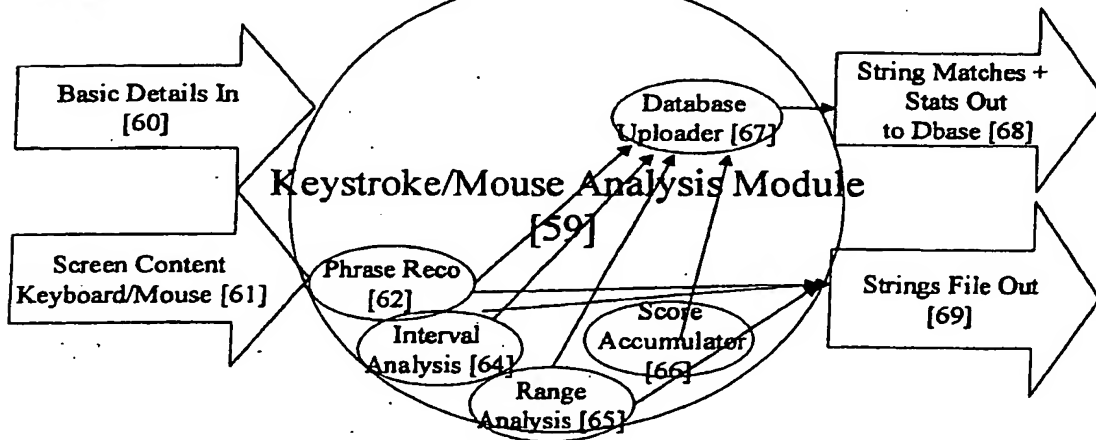 Basic Details In
[60]
Screen Content
Keyboard/Mouse [61]
Keystroke/Mouse Analysis Module
[59]
Database
Uploader [67]
Phrase Reco
[62]
Interval
Analysis [64]
Range
Analysis [65]
Score
Accumulator
[66]
String Matches +
Stats Out
to Dbase [68]
Strings File Out
[69]